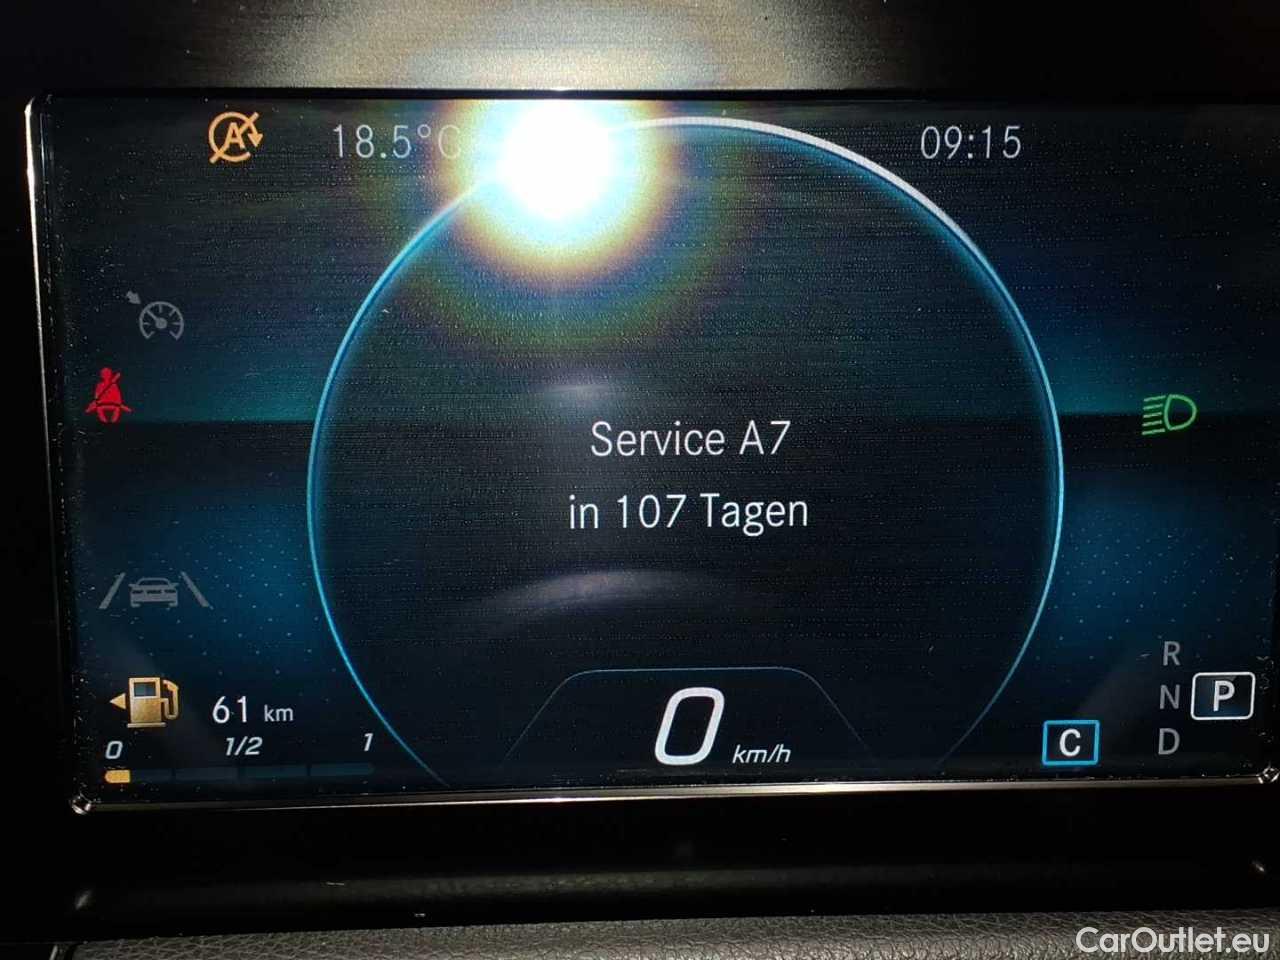 18.5°C
09:15
Service A7
in 107 Tagen
R
N
P
D
C
61 km
0 1/2 1
0 km/h
CarOutlet.eu